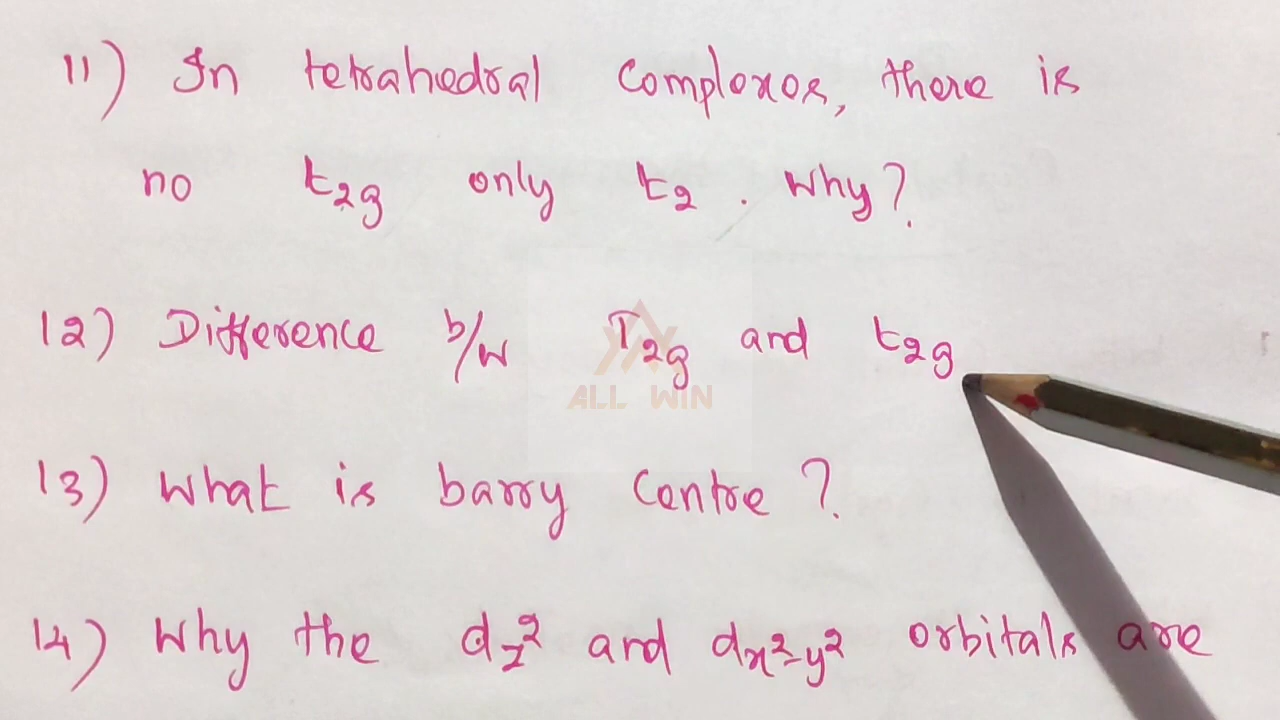 11) In tetrahedral complexes, there is
no t₂g only t₂ . Why?
12) Difference b/w T₂g and t₂g
ALL WIN
13) What is barry centre ?
14) Why the dz² and dx²-y² orbitals are